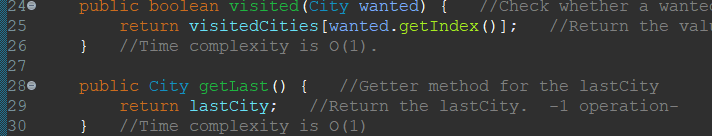 24 public boolean visited(City wanted) { //Check whether a wanted
25 return visitedCities[wanted.getIndex()]; //Return the
26 } //Time complexity is O(1).
27
28 public City getLast() { //Getter method for the lastCity
29 return lastCity; //Return the lastCity. -1 operation-
30 } //Time complexity is O(1)